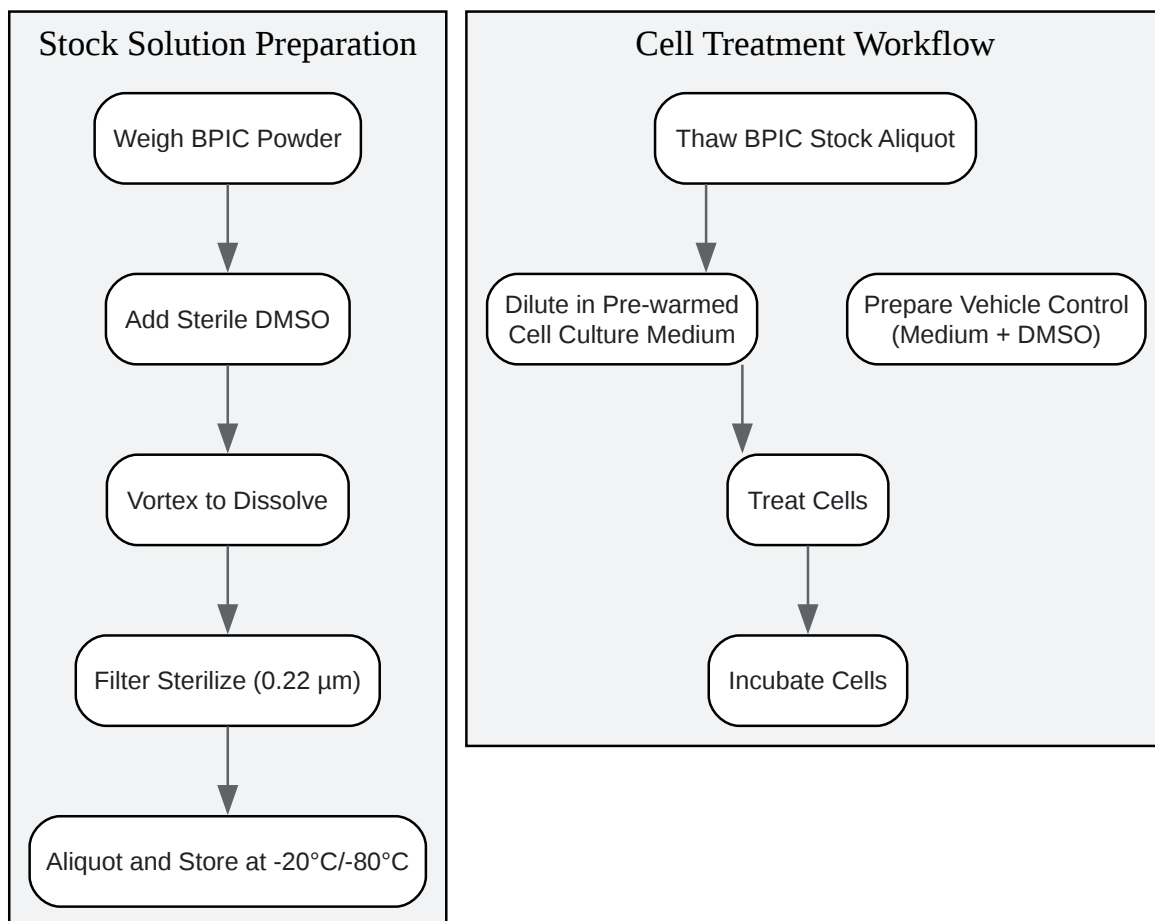 Stock Solution Preparation
Weigh BPIC Powder
Add Sterile DMSO
Vortex to Dissolve
Filter Sterilize (0.22 µm)
Aliquot and Store at -20°C/-80°C
Cell Treatment Workflow
Thaw BPIC Stock Aliquot
Dilute in Pre-warmed
Cell Culture Medium
Prepare Vehicle Control
(Medium + DMSO)
Treat Cells
Incubate Cells